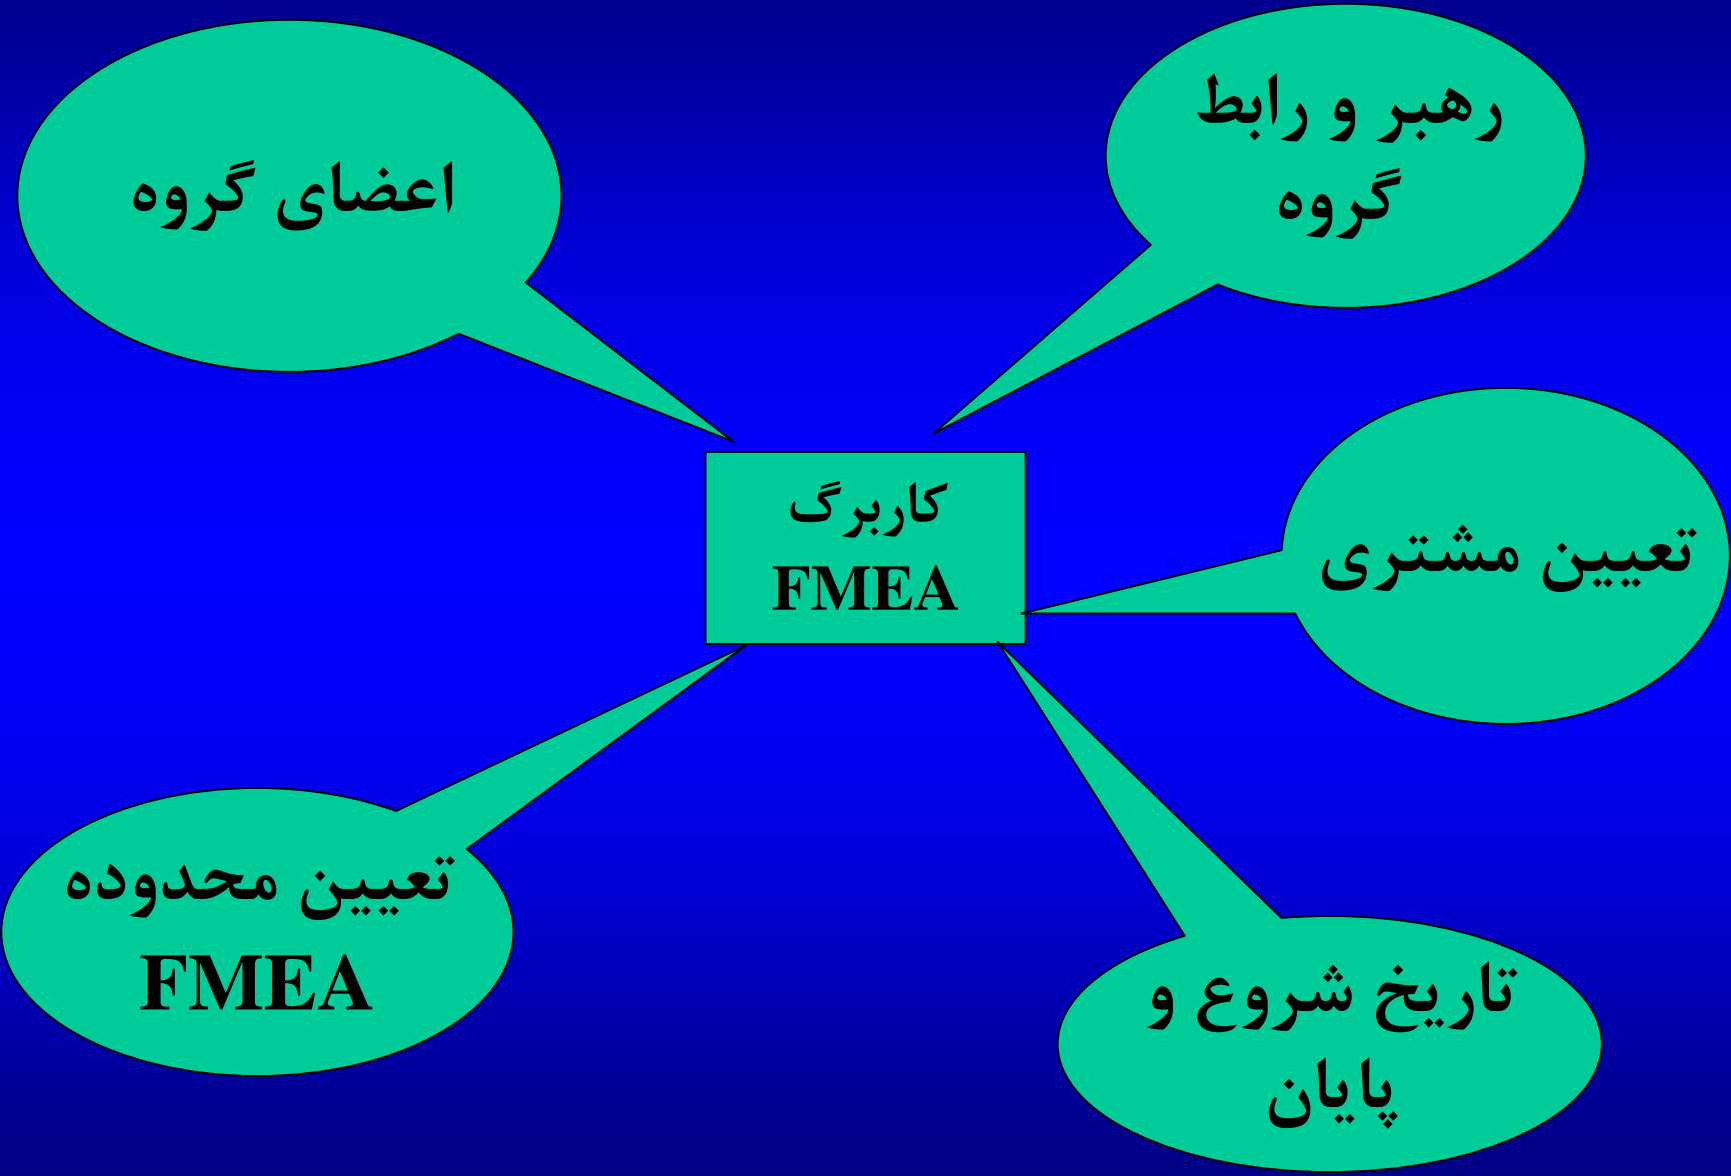 رهبر و رابط
گروه
اعضای گروه
کاربرگ
FMEA
تعیین مشتری
تعیین محدوده
FMEA
تاریخ شروع و
پایان